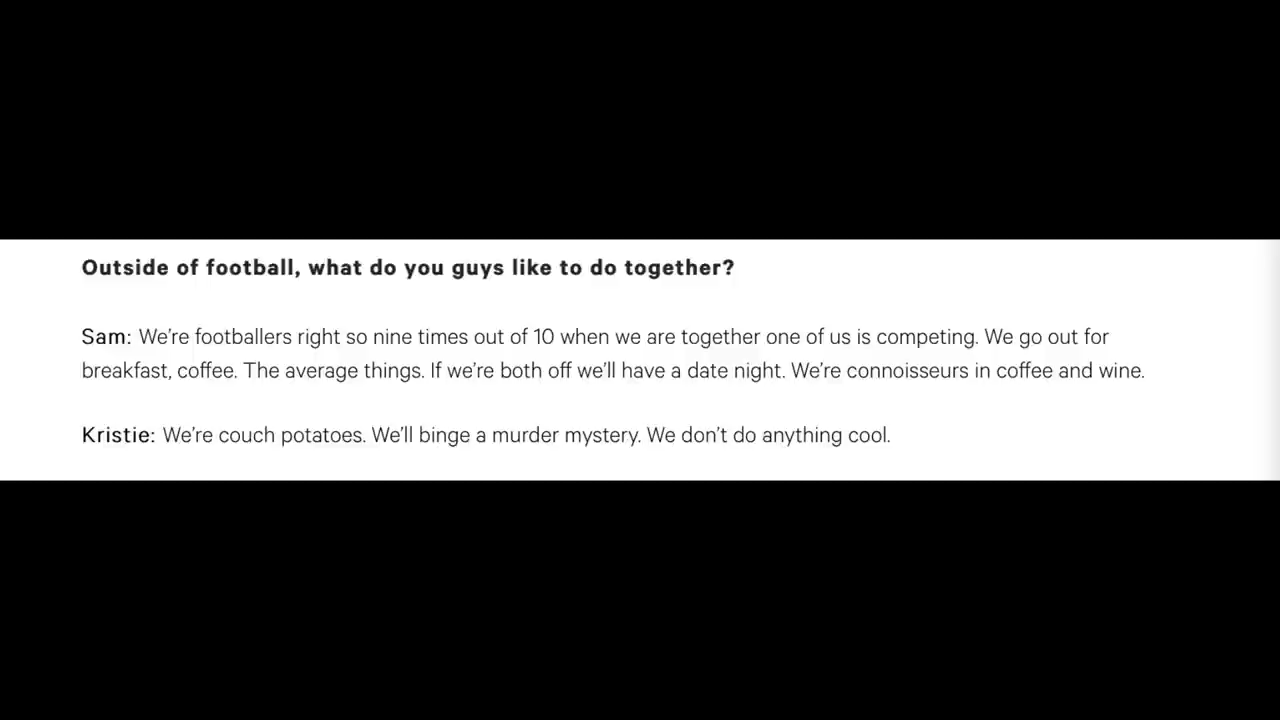 Outside of football, what do you guys like to do together?
Sam: We’re footballers right so nine times out of 10 when we are together one of us is competing. We go out for
breakfast, coffee. The average things. If we’re both off we’ll have a date night. We’re connoisseurs in coffee and wine.
Kristie: We’re couch potatoes. We’ll binge a murder mystery. We don’t do anything cool.